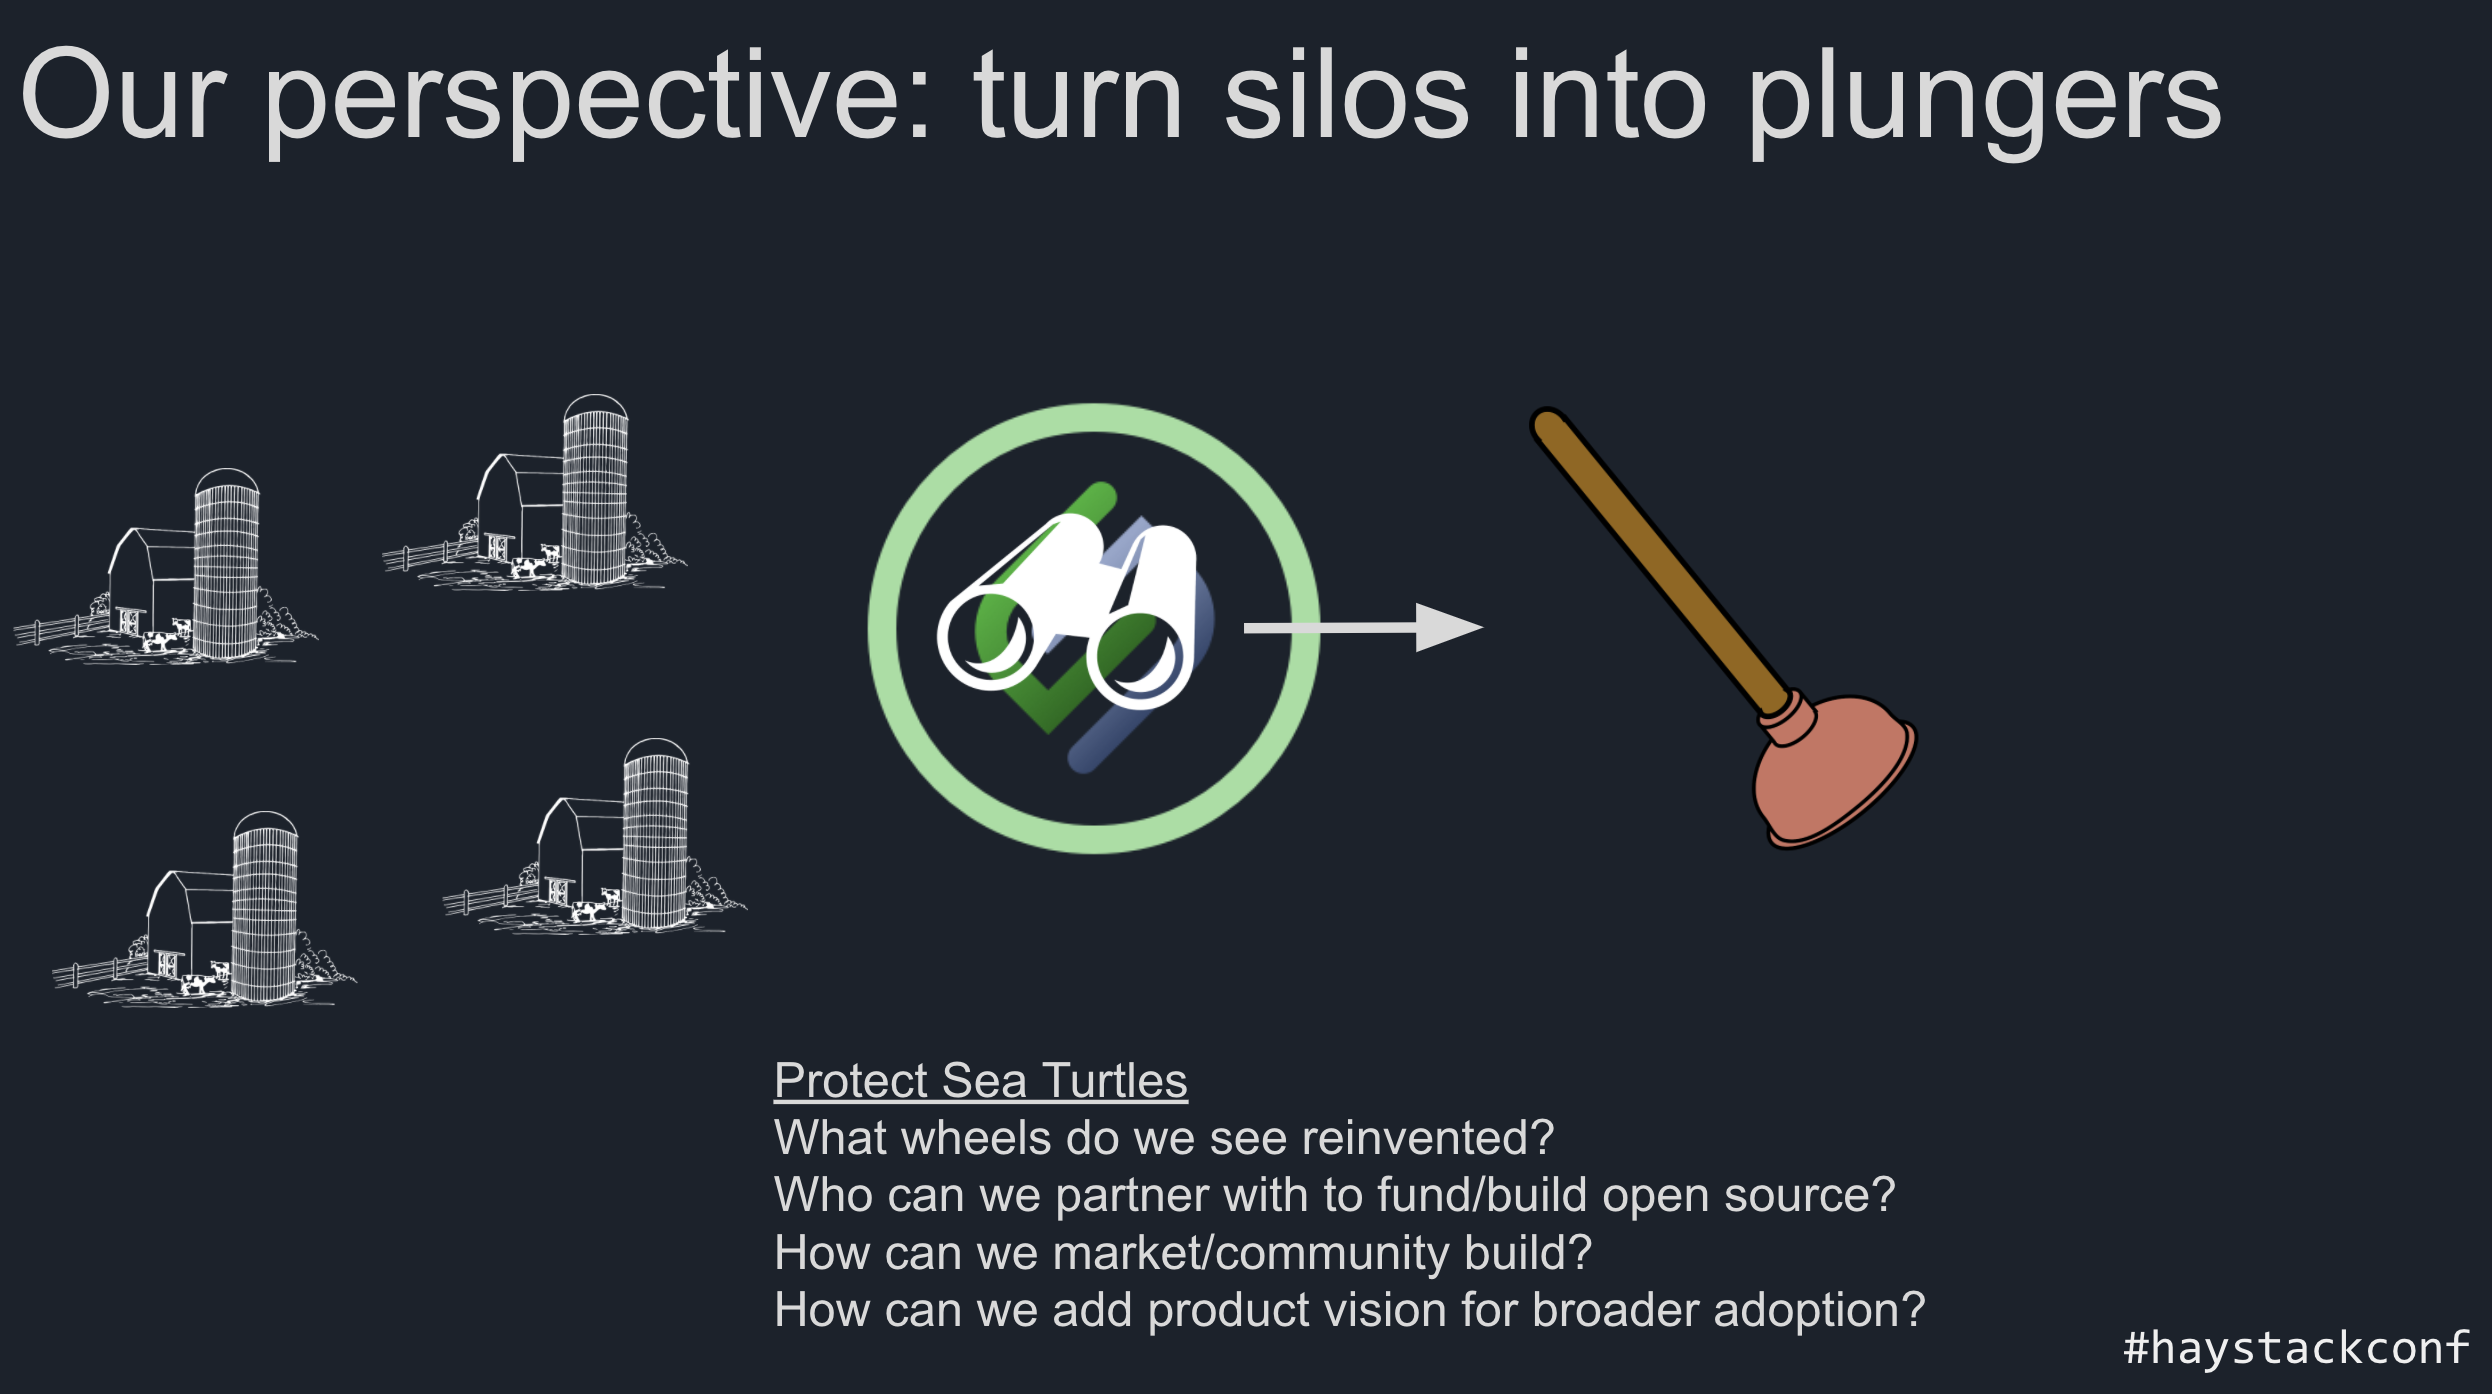 Our perspective: turn silos into plungers
Protect Sea Turtles
What wheels do we see reinvented?
Who can we partner with to fund/build open source?
How can we market/community build?
How can we add product vision for broader adoption?
#haystackconf